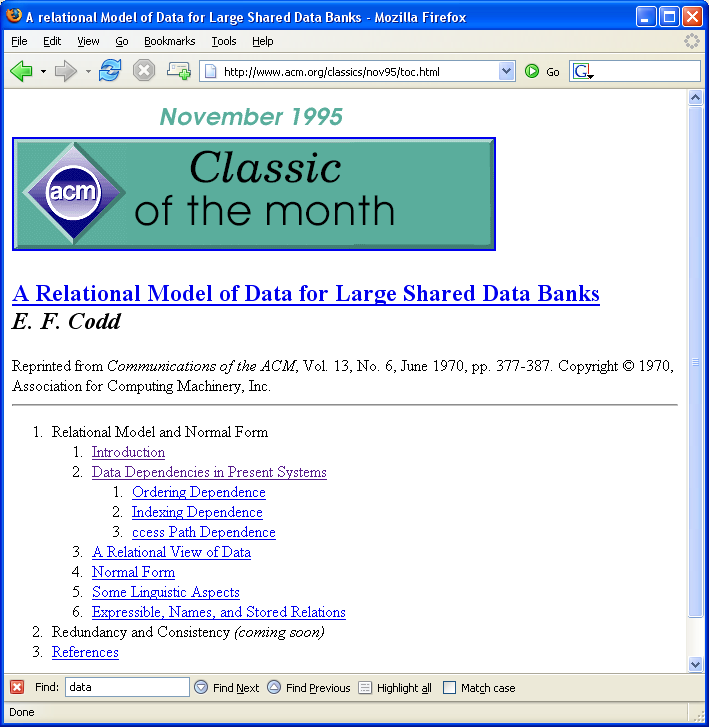 A relational Model of Data for Large Shared Data Banks - Mozilla Firefox
File Edit View Go Bookmarks Tools Help
http://www.acm.org/classics/nov95/toc.html Go G
November 1995
acm
Classic
of the month
A Relational Model of Data for Large Shared Data Banks
E. F. Codd
Reprinted from Communications of the ACM, Vol. 13, No. 6, June 1970, pp. 377-387. Copyright © 1970,
Association for Computing Machinery, Inc.
1. Relational Model and Normal Form
1. Introduction
2. Data Dependencies in Present Systems
1. Ordering Dependence
2. Indexing Dependence
3. ccess Path Dependence
3. A Relational View of Data
4. Normal Form
5. Some Linguistic Aspects
6. Expressible, Names, and Stored Relations
2. Redundancy and Consistency (coming soon)
3. References
Find: data Find Next Find Previous Highlight all Match case
Done